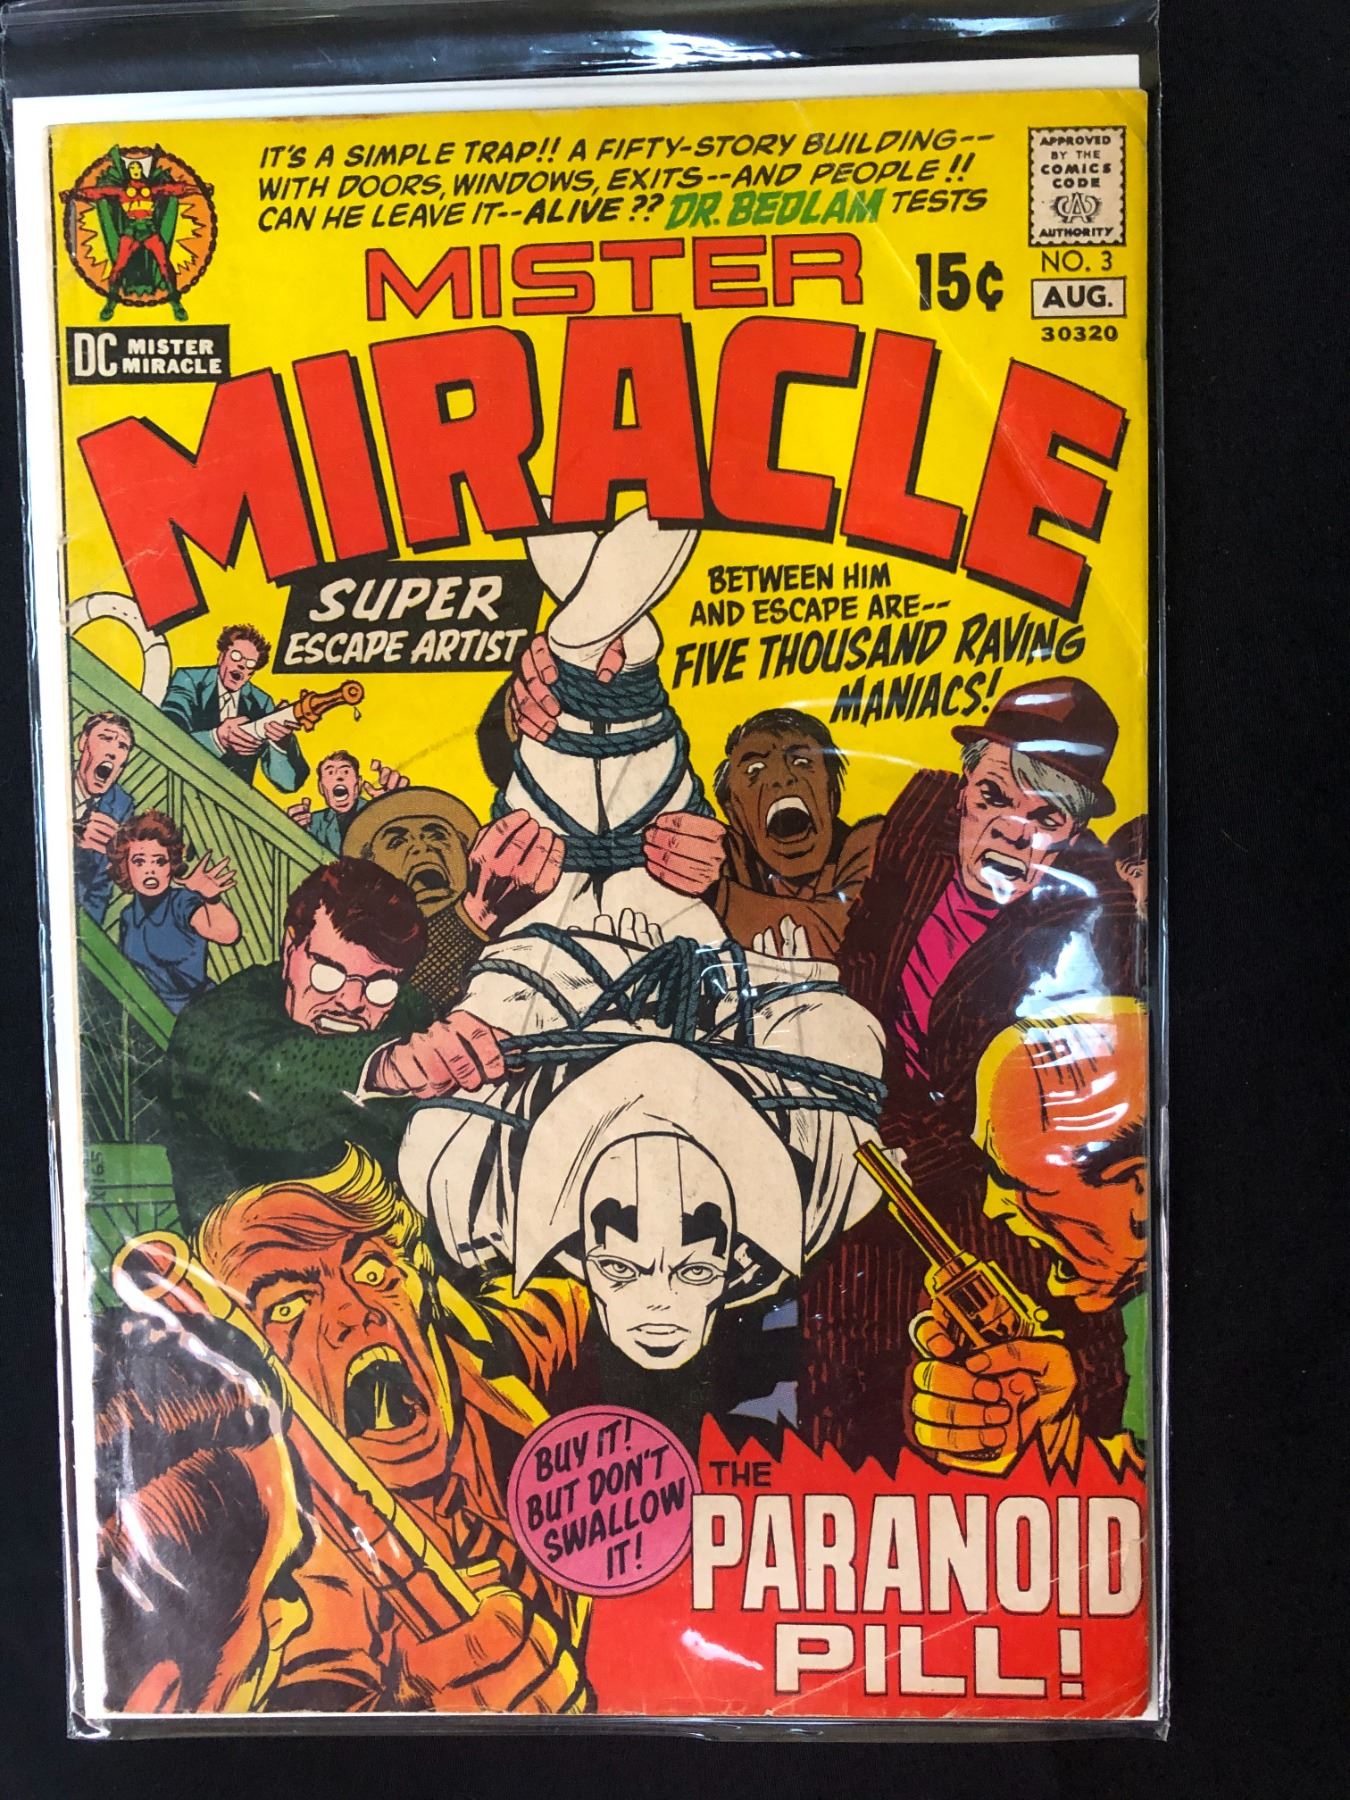 IT'S A SIMPLE TRAP!! A FIFTY-STORY BUILDING--
WITH DOORS, WINDOWS, EXITS--AND PEOPLE!!
CAN HE LEAVE IT--ALIVE?? DR. BEDLAM TESTS
APPROVED
BY THE
COMICS
CODE
CA
AUTHORITY
NO. 3
AUG.
30320
15¢
DC MISTER
MIRACLE
MISTER
MIRACLE
SUPER
ESCAPE ARTIST
BETWEEN HIM
AND ESCAPE ARE--
FIVE THOUSAND RAVING
MANIACS!
BUY IT!
BUT DON'T
SWALLOW
IT!
THE
PARANOID
PILL!